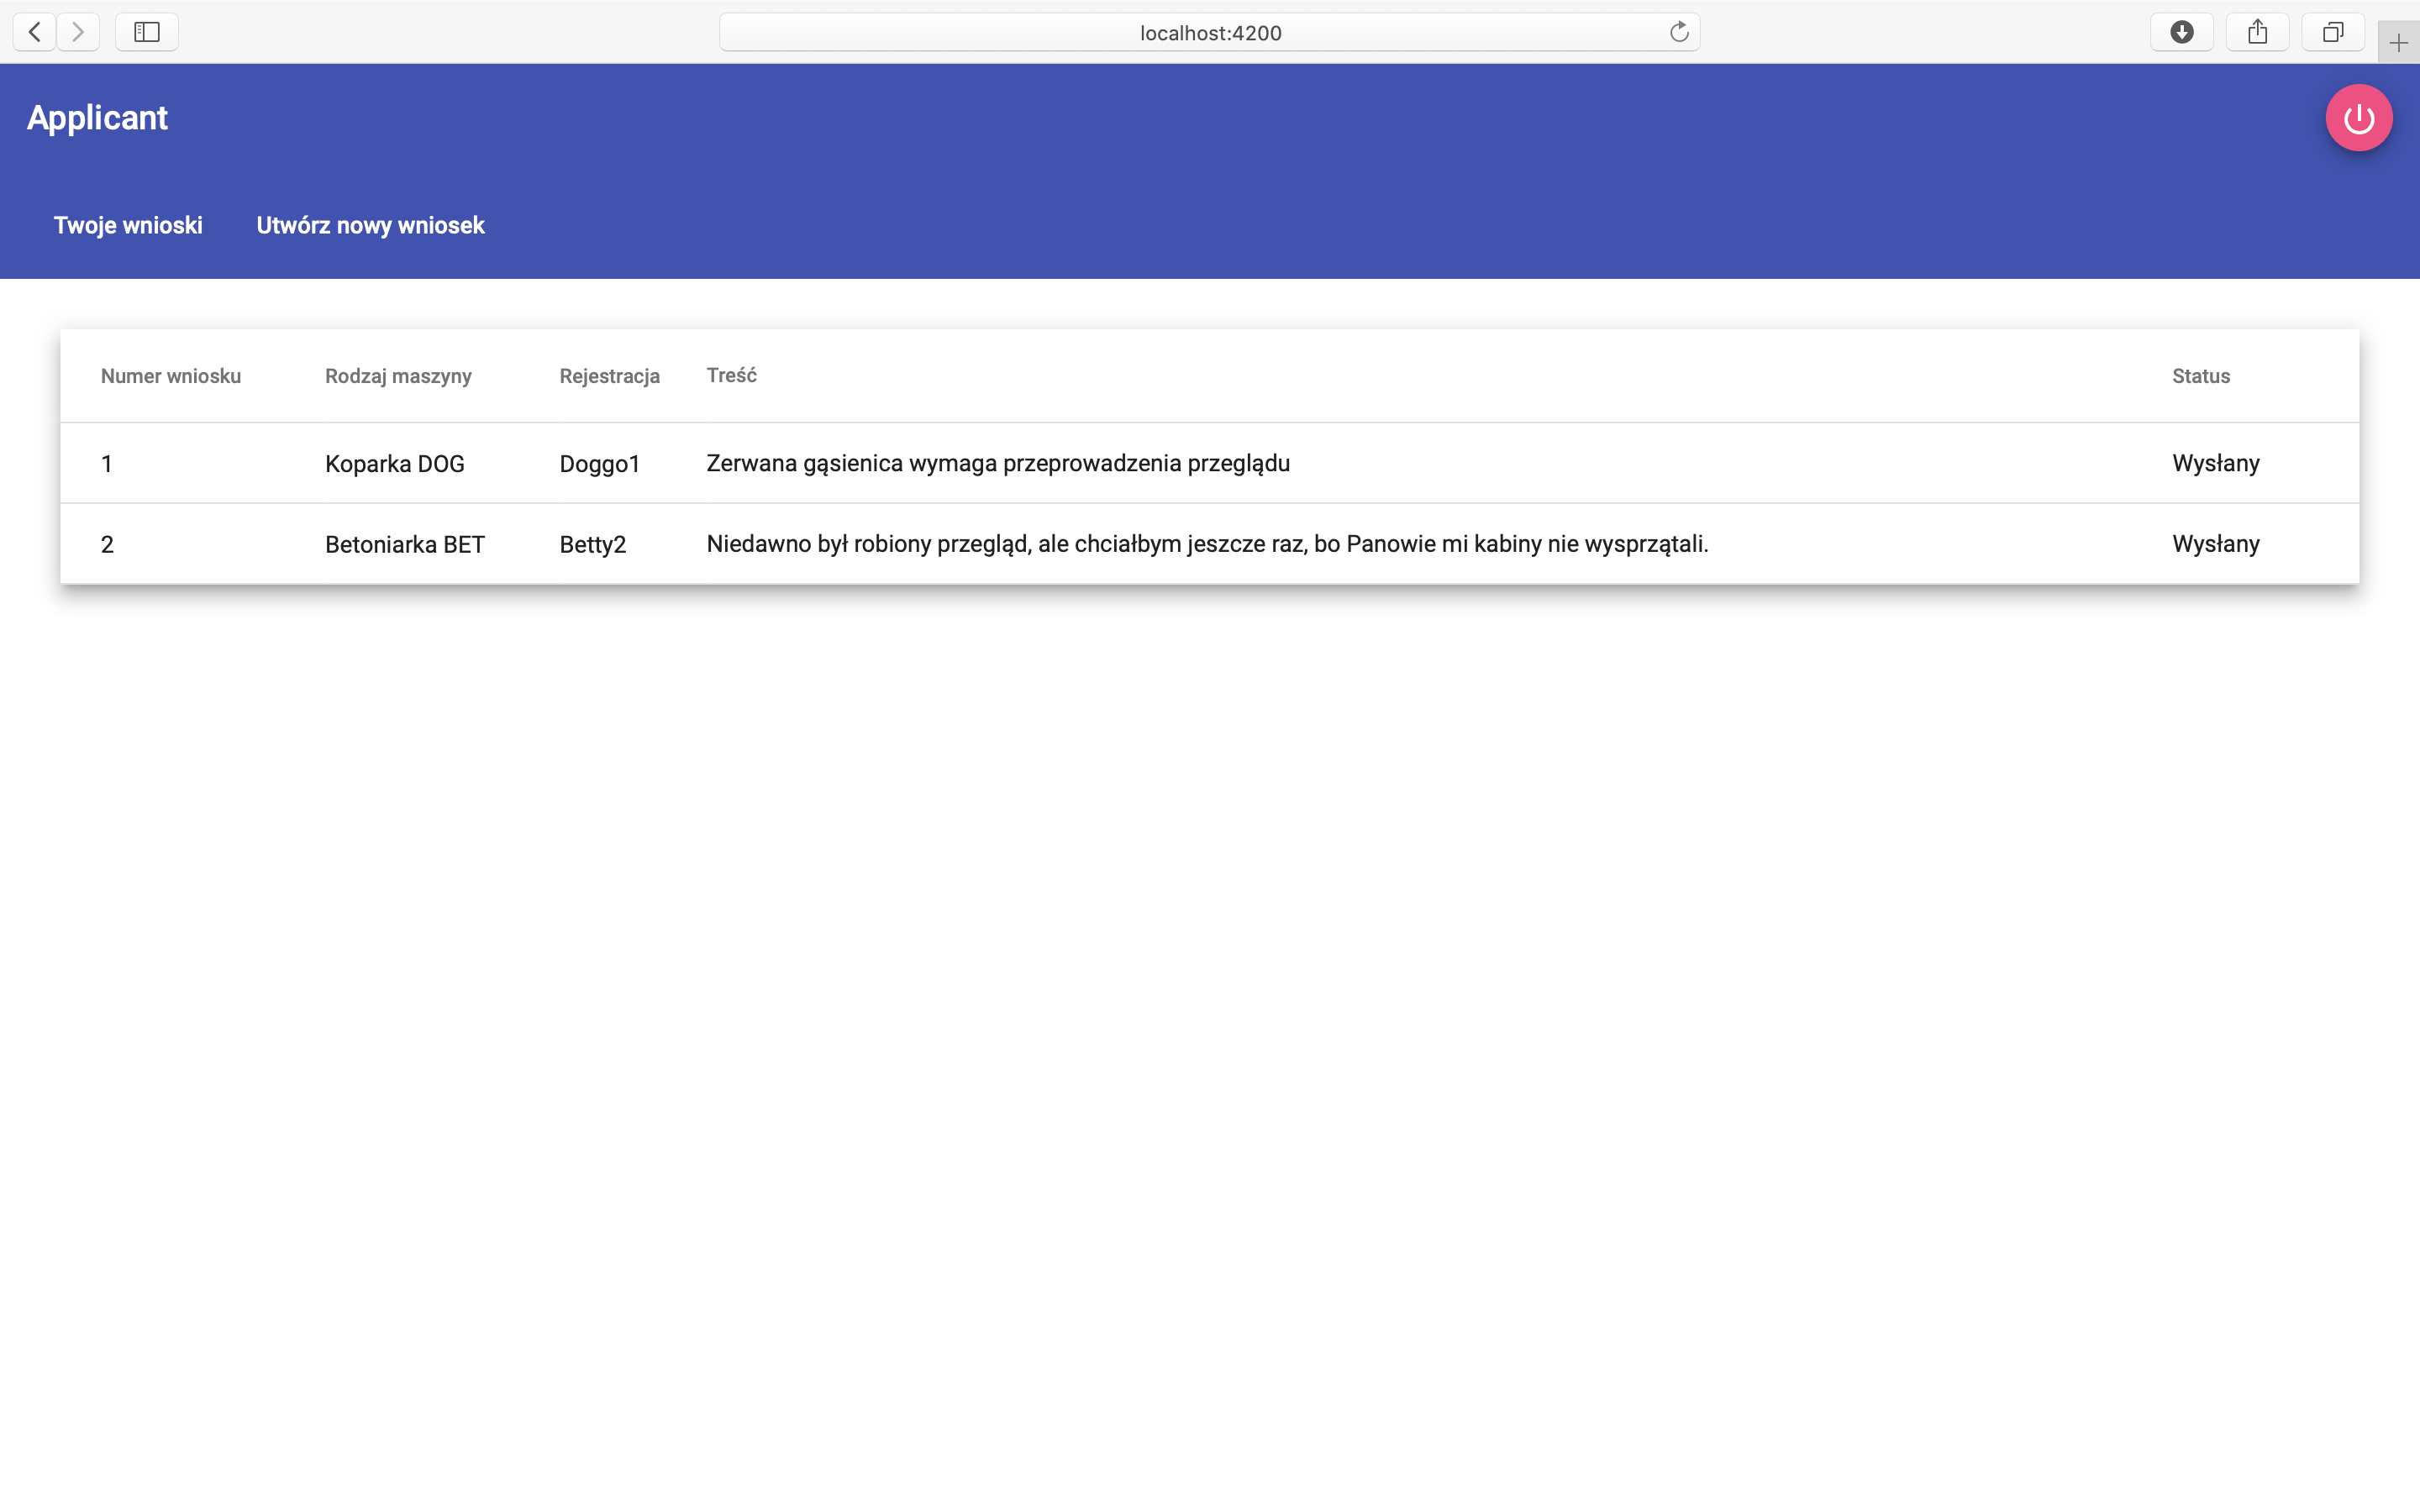 localhost:4200
Applicant
Twoje wnioski Utwórz nowy wniosek
Numer wniosku Rodzaj maszyny Rejestracja Treść Status
1 Koparka DOG Doggo1 Zerwana gąsienica wymaga przeprowadzenia przeglądu Wysłany
2 Betoniarka BET Betty2 Niedawno był robiony przegląd, ale chciałbym jeszcze raz, bo Panowie mi kabiny nie wysprzątali. Wysłany